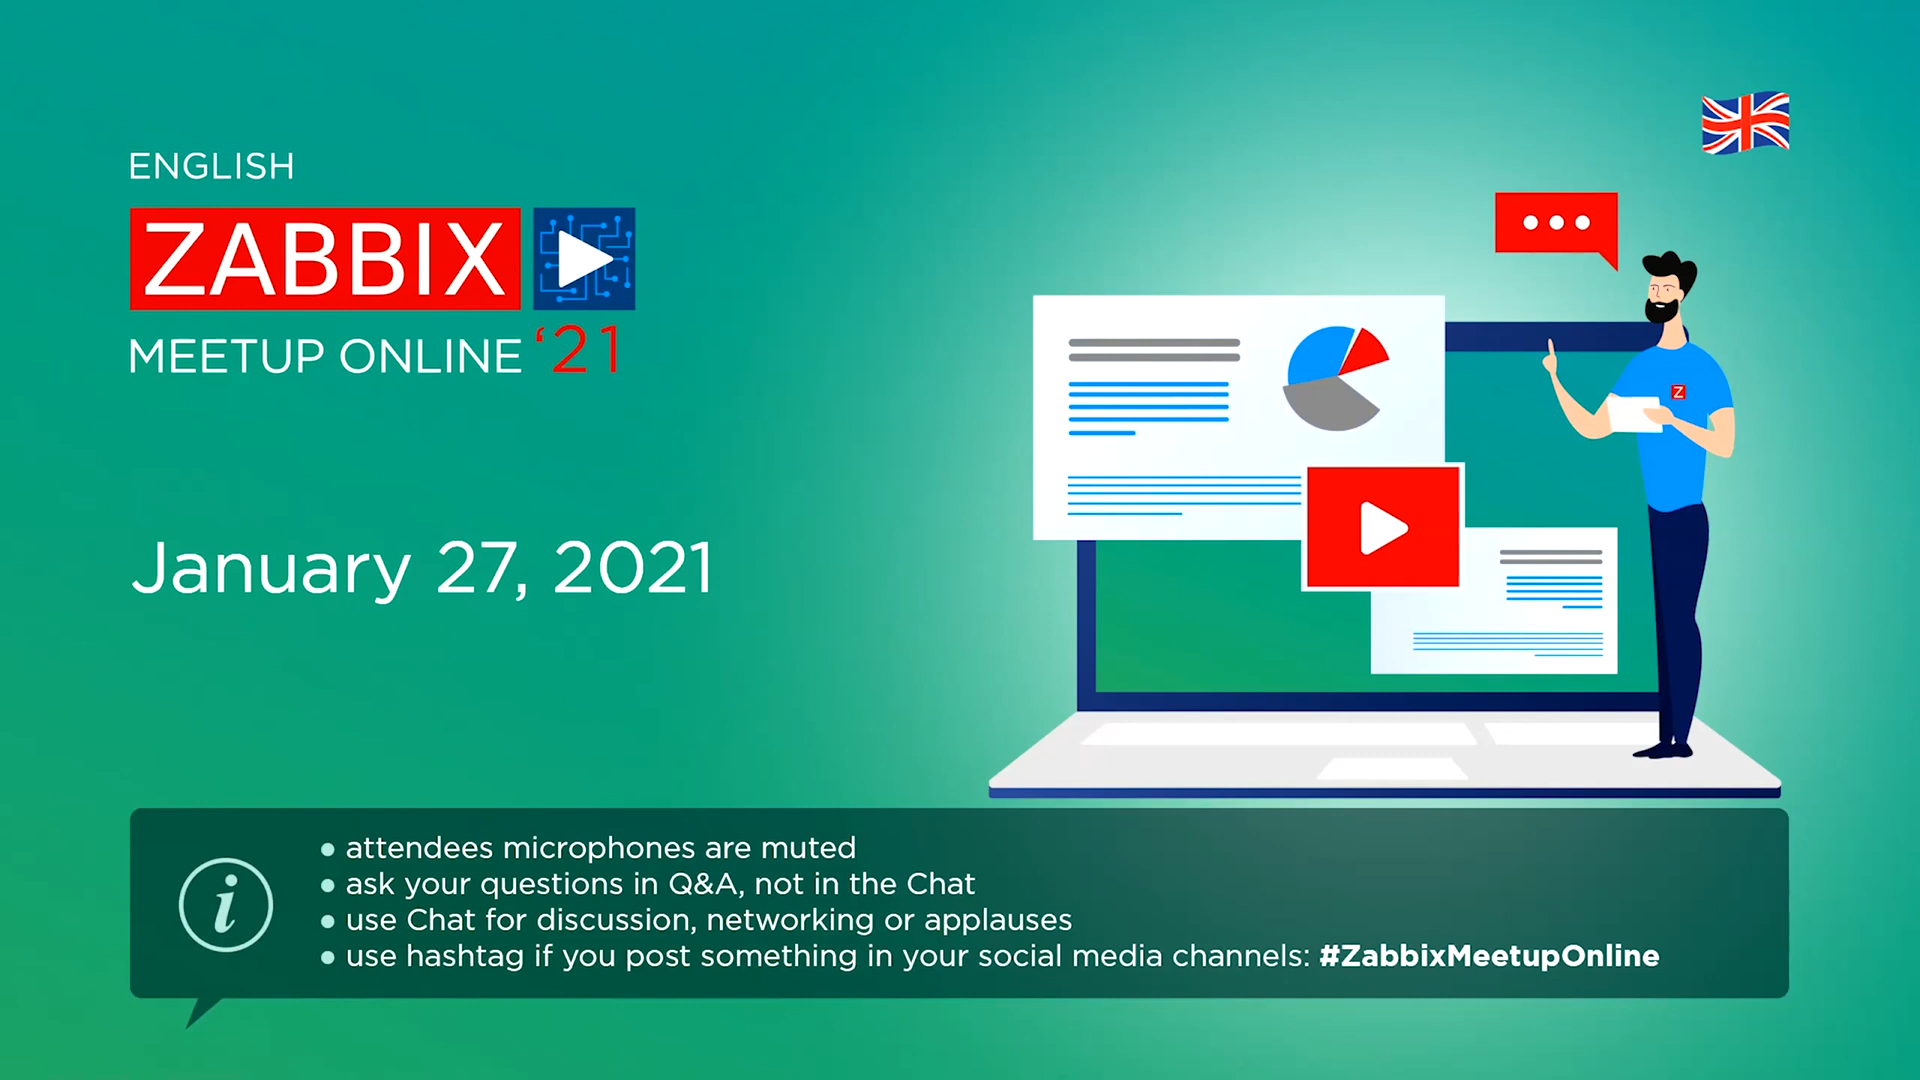 ENGLISH
ZABBIX
MEETUP ONLINE ‘21
January 27, 2021
Z
i
● attendees microphones are muted
● ask your questions in Q&A, not in the Chat
● use Chat for discussion, networking or applauses
● use hashtag if you post something in your social media channels: #ZabbixMeetupOnline